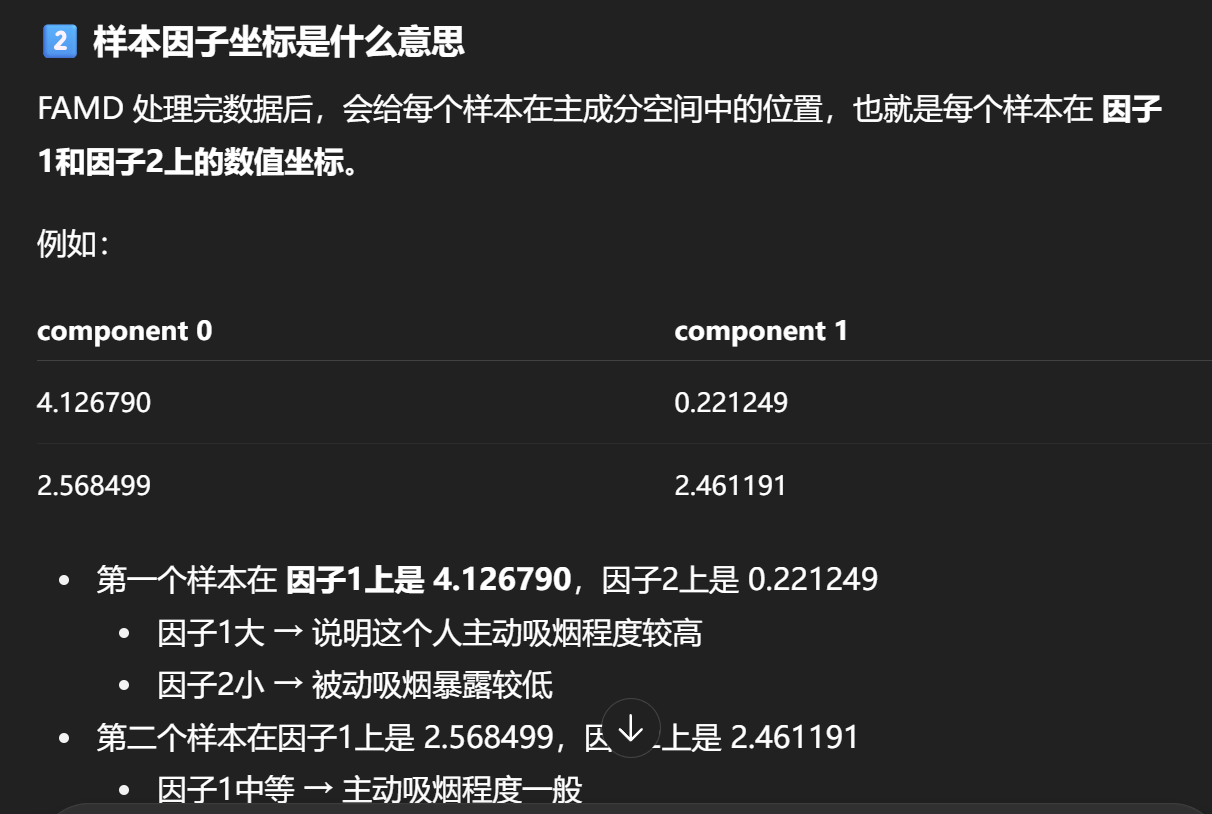 2 样本因子坐标是什么意思
FAMD 处理完数据后，会给每个样本在主成分空间中的位置，也就是每个样本在 因子
1和因子2上的数值坐标。
例如：
component 0 component 1
4.126790 0.221249
2.568499 2.461191
• 第一个样本在 因子1上是 4.126790，因子2上是 0.221249
• 因子1大 → 说明这个人主动吸烟程度较高
• 因子2小 → 被动吸烟暴露较低
• 第二个样本在因子1上是 2.568499，因 上是 2.461191
• 因子1中等 → 主动吸烟程度一般